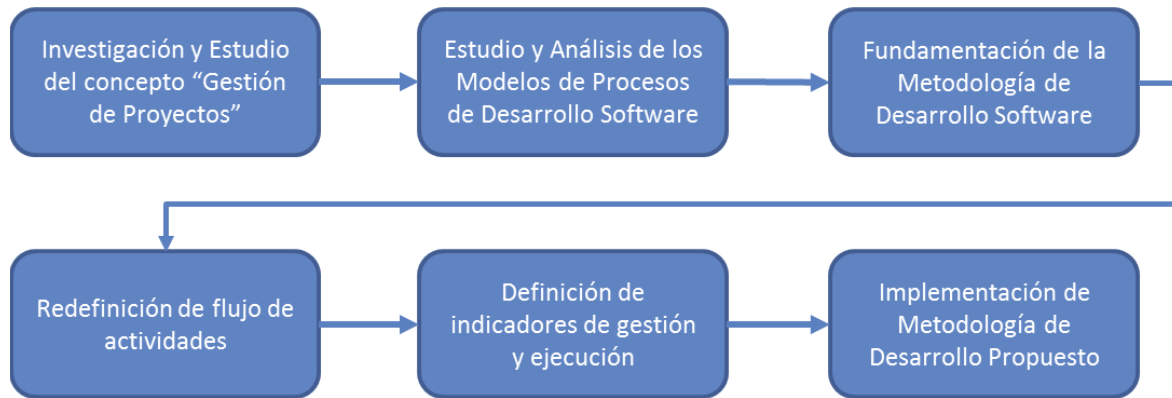 Investigación y Estudio
del concepto “Gestión
de Proyectos”
Estudio y Análisis de los
Modelos de Procesos
de Desarrollo Software
Fundamentación de la
Metodología de
Desarrollo Software
Redefinición de flujo de
actividades
Definición de
indicadores de gestión
y ejecución
Implementación de
Metodología de
Desarrollo Propuesto